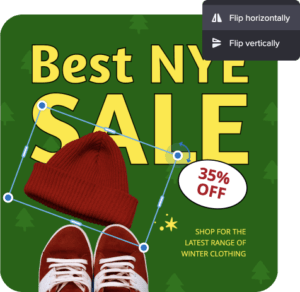 Flip horizontally
Flip vertically
Best NYE
SALE
35%
OFF
SHOP FOR THE
LATEST RANGE OF
WINTER CLOTHING